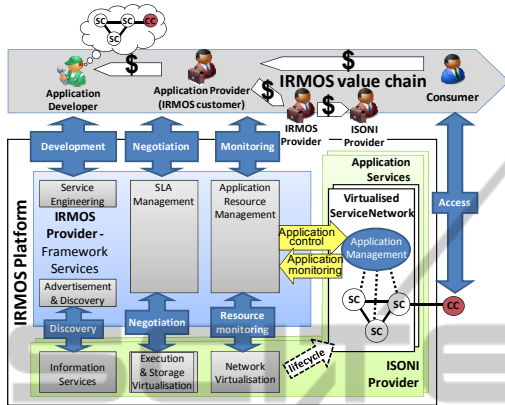 SC
SC
CC
SC
$
$
$
$
IRMOS value chain
Application
Developer
Application Provider
(IRMOS customer)
IRMOS
Provider
ISONI
Provider
Consumer
Development
Negotiation
Monitoring
Access
IRMOS Platform
Service
Engineering
SLA
Management
Application
Resource
Management
IRMOS
Provider -
Framework
Services
Advertisement
& Discovery
Application
Services
Virtualised
ServiceNetwork
Application
Management
Application
control
Application
monitoring
SC
SC
SC
CC
Discovery
Negotiation
Resource
monitoring
Information
Services
Execution
& Storage
Virtualisation
Network
Virtualisation
lifecycle
ISONI
Provider